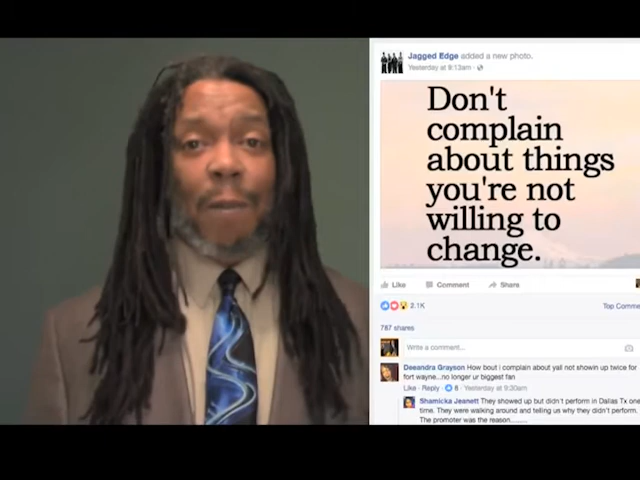 Jagged Edge added a new photo.
Yesterday at 9:13am
Don't
complain
about things
you're not
willing to
change.
Like Comment Share
2.1K Top Comme
787 shares
Write a comment...
Deeandra Grayson How bout i complain about yall not showin up twice for
fort wayne...no longer ur biggest fan
Like · Reply · 6 · Yesterday at 9:30am
Shamicka Jeanett They showed up but didn't perform in Dallas Tx one
time. They were walking around and telling us why they didn't perform.
The promoter was the reason.........